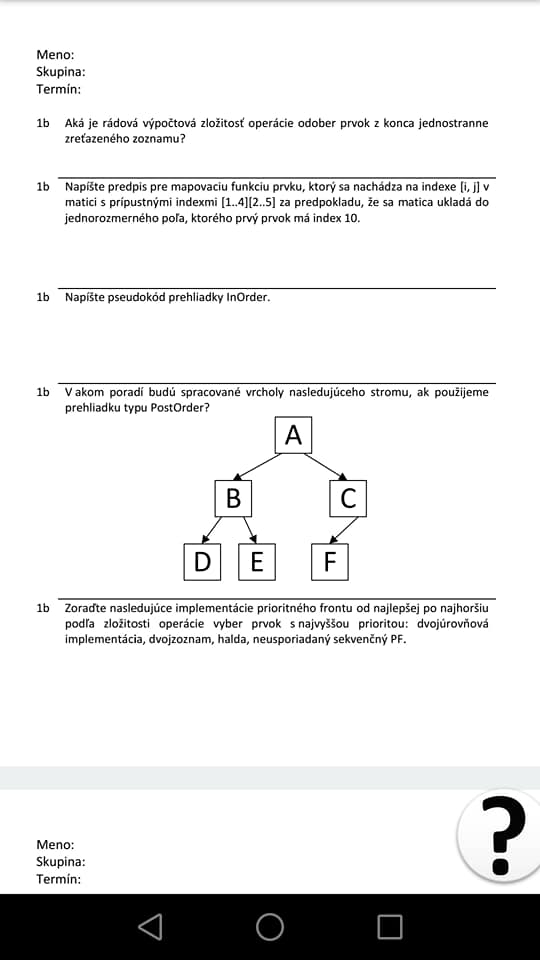 Meno:
Skupina:
Termín:
1b Aká je rádová výpočtová zložitosť operácie odober prvok z konca jednostranne
zreťazeného zoznamu?
1b Napíšte predpis pre mapovaciu funkciu prvku, ktorý sa nachádza na indexe [i, j] v
matici s prípustnými indexmi [1..4][2..5] za predpokladu, že sa matica ukladá do
jednorozmerného poľa, ktorého prvý prvok má index 10.
1b Napíšte pseudokód prehliadky InOrder.
1b V akom poradí budú spracované vrcholy nasledujúceho stromu, ak použijeme
prehliadku typu PostOrder?
A
B C
D E F
1b Zoraďte nasledujúce implementácie prioritného frontu od najlepšej po najhoršiu
podľa zložitosti operácie vyber prvok s najvyššou prioritou: dvojúrovňová
implementácia, dvojzoznam, halda, neusporiadaný sekvenčný PF.
?
Meno:
Skupina:
Termín: